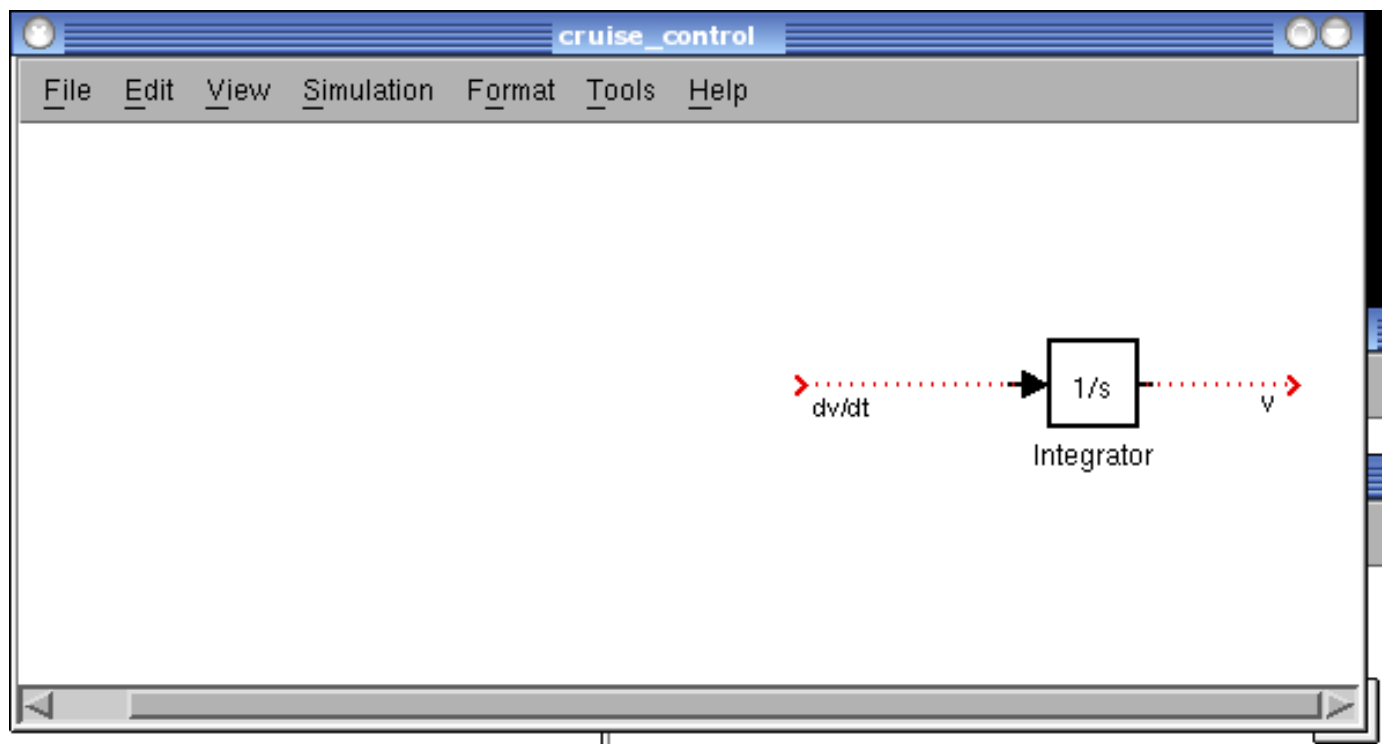 cruise_control
File Edit View Simulation Format Tools Help
1/s
dv/dt
v
Integrator